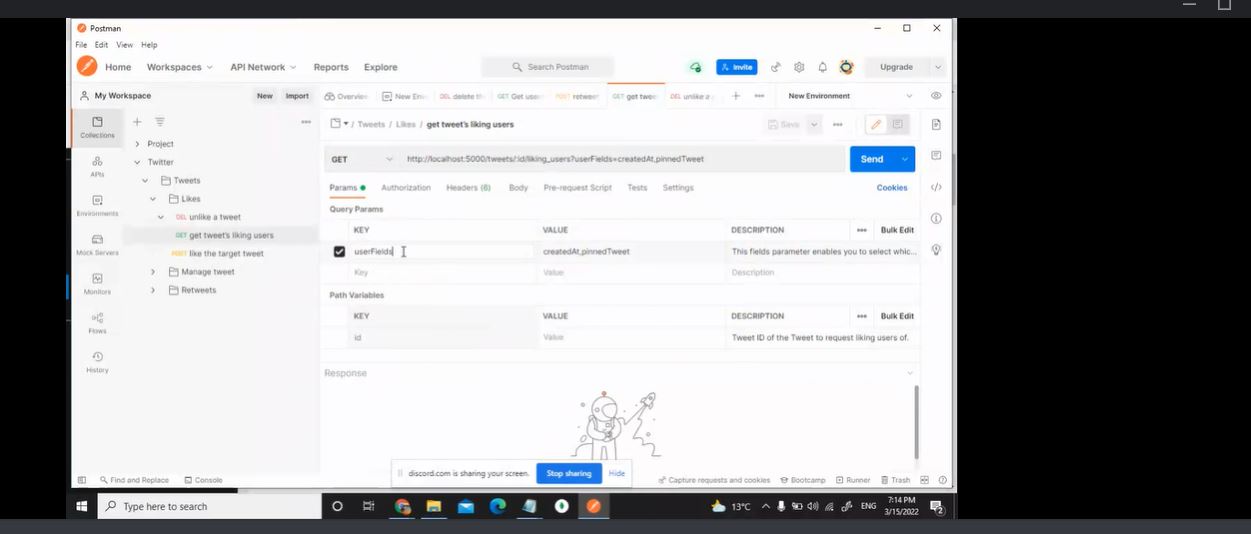 Postman
File Edit View Help
Home Workspaces API Network Reports Explore Search Postman Invite Upgrade
My Workspace New Import Overview New Env DEL delete th GET Get user POST retweet GET get twee DEL unlike a New Environment
Collections
APIs
Environments
Mock Servers
Monitors
Flows
History
Project
Twitter
Tweets
Likes
DEL unlike a tweet
GET get tweet's liking users
POST like the target tweet
Manage tweet
Retweets
/ Tweets / Likes / get tweet's liking users Save
GET http://localhost:5000/tweets/:id/liking_users?userFields=createdAt,pinnedTweet Send
Params Authorization Headers (6) Body Pre-request Script Tests Settings Cookies
Query Params
KEY VALUE DESCRIPTION Bulk Edit
userFields createdAt,pinnedTweet This fields parameter enables you to select whic...
Key Value Description
Path Variables
KEY VALUE DESCRIPTION Bulk Edit
id Value Tweet ID of the Tweet to request liking users of.
Response
discord.com is sharing your screen. Stop sharing Hide
Find and Replace Console Capture requests and cookies Bootcamp Runner Trash
Type here to search 13°C ENG 7:14 PM
3/15/2022 2